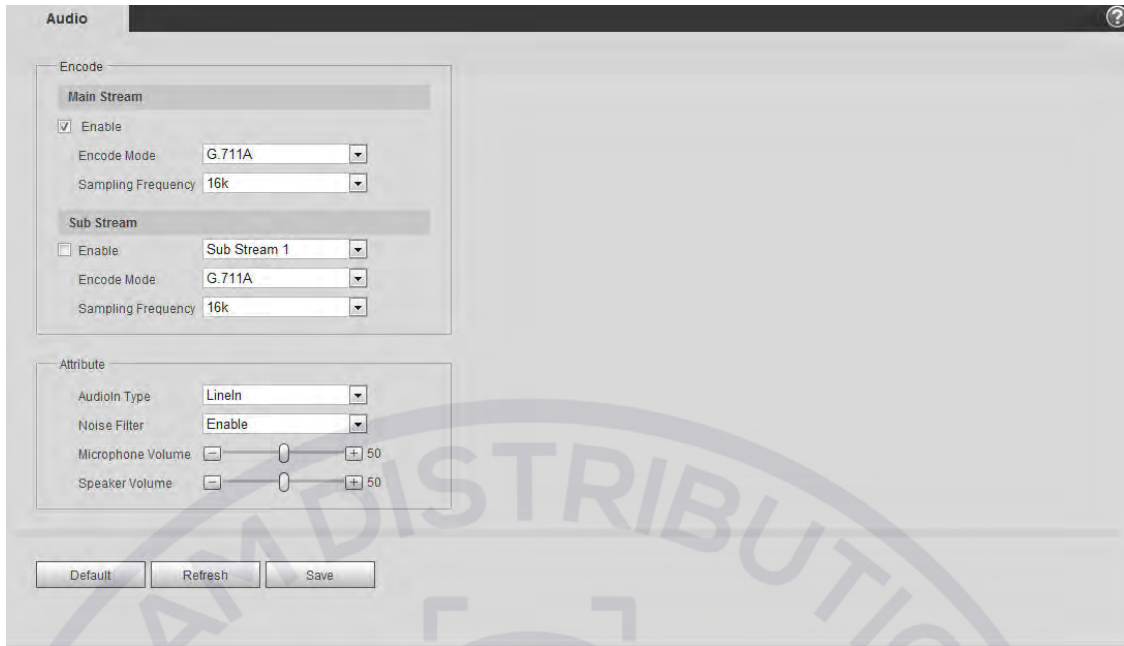 Audio
?
Encode
Main Stream
Enable
Encode Mode G.711A
Sampling Frequency 16k
Sub Stream
Enable Sub Stream 1
Encode Mode G.711A
Sampling Frequency 16k
Attribute
AudioIn Type LineIn
Noise Filter Enable
Microphone Volume - + 50
Speaker Volume - + 50
Default Refresh Save
AM DISTRIBUTIO